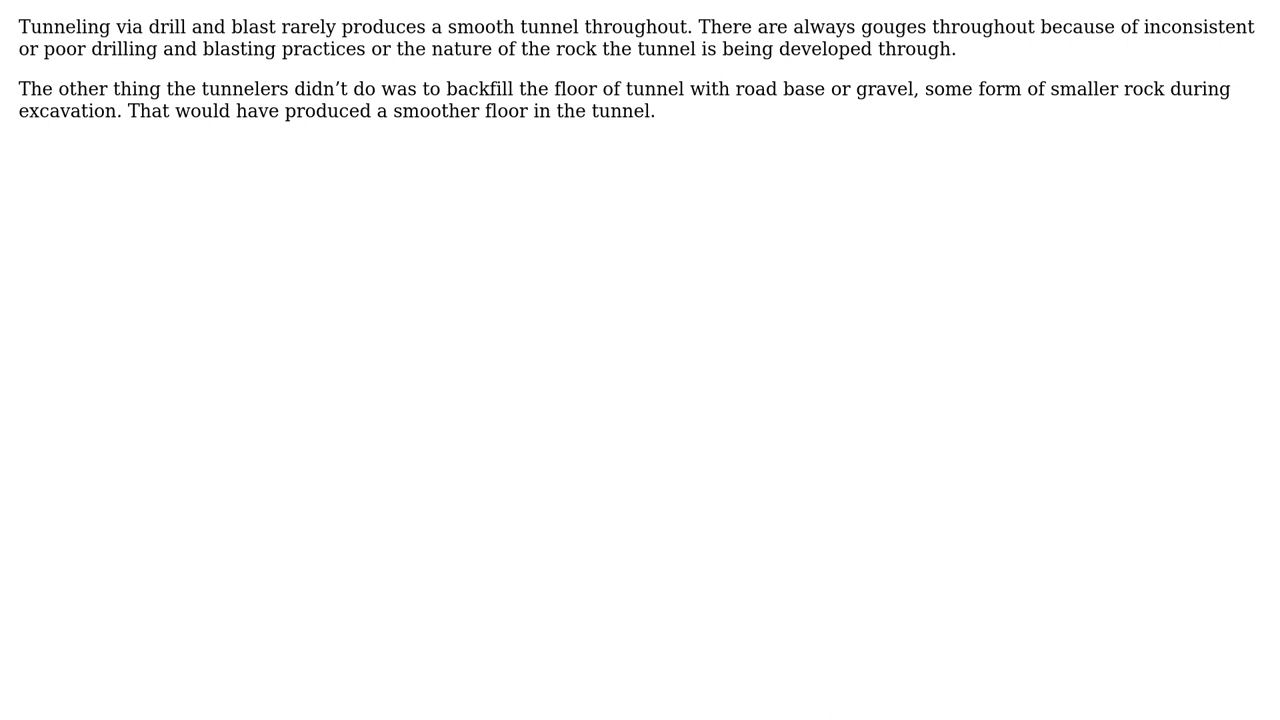 Tunneling via drill and blast rarely produces a smooth tunnel throughout. There are always gouges throughout because of inconsistent
or poor drilling and blasting practices or the nature of the rock the tunnel is being developed through.
The other thing the tunnelers didn’t do was to backfill the floor of tunnel with road base or gravel, some form of smaller rock during
excavation. That would have produced a smoother floor in the tunnel.